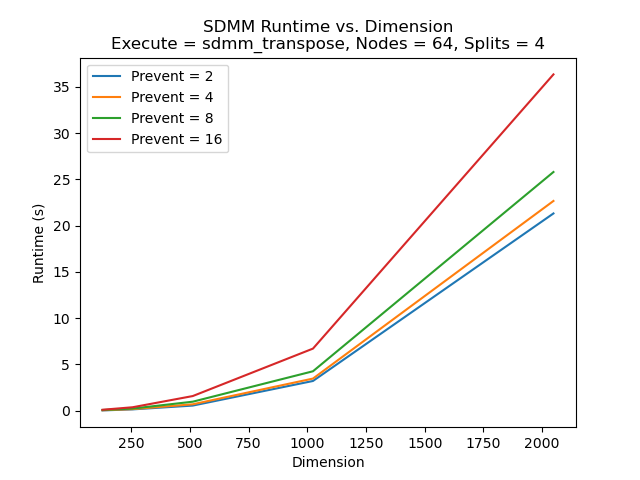 SDMM Runtime vs. Dimension
Execute = sdmm_transpose, Nodes = 64, Splits = 4
Prevent = 2
Prevent = 4
Prevent = 8
Prevent = 16
Runtime (s)
35
30
25
20
15
10
5
0
250 500 750 1000 1250 1500 1750 2000
Dimension